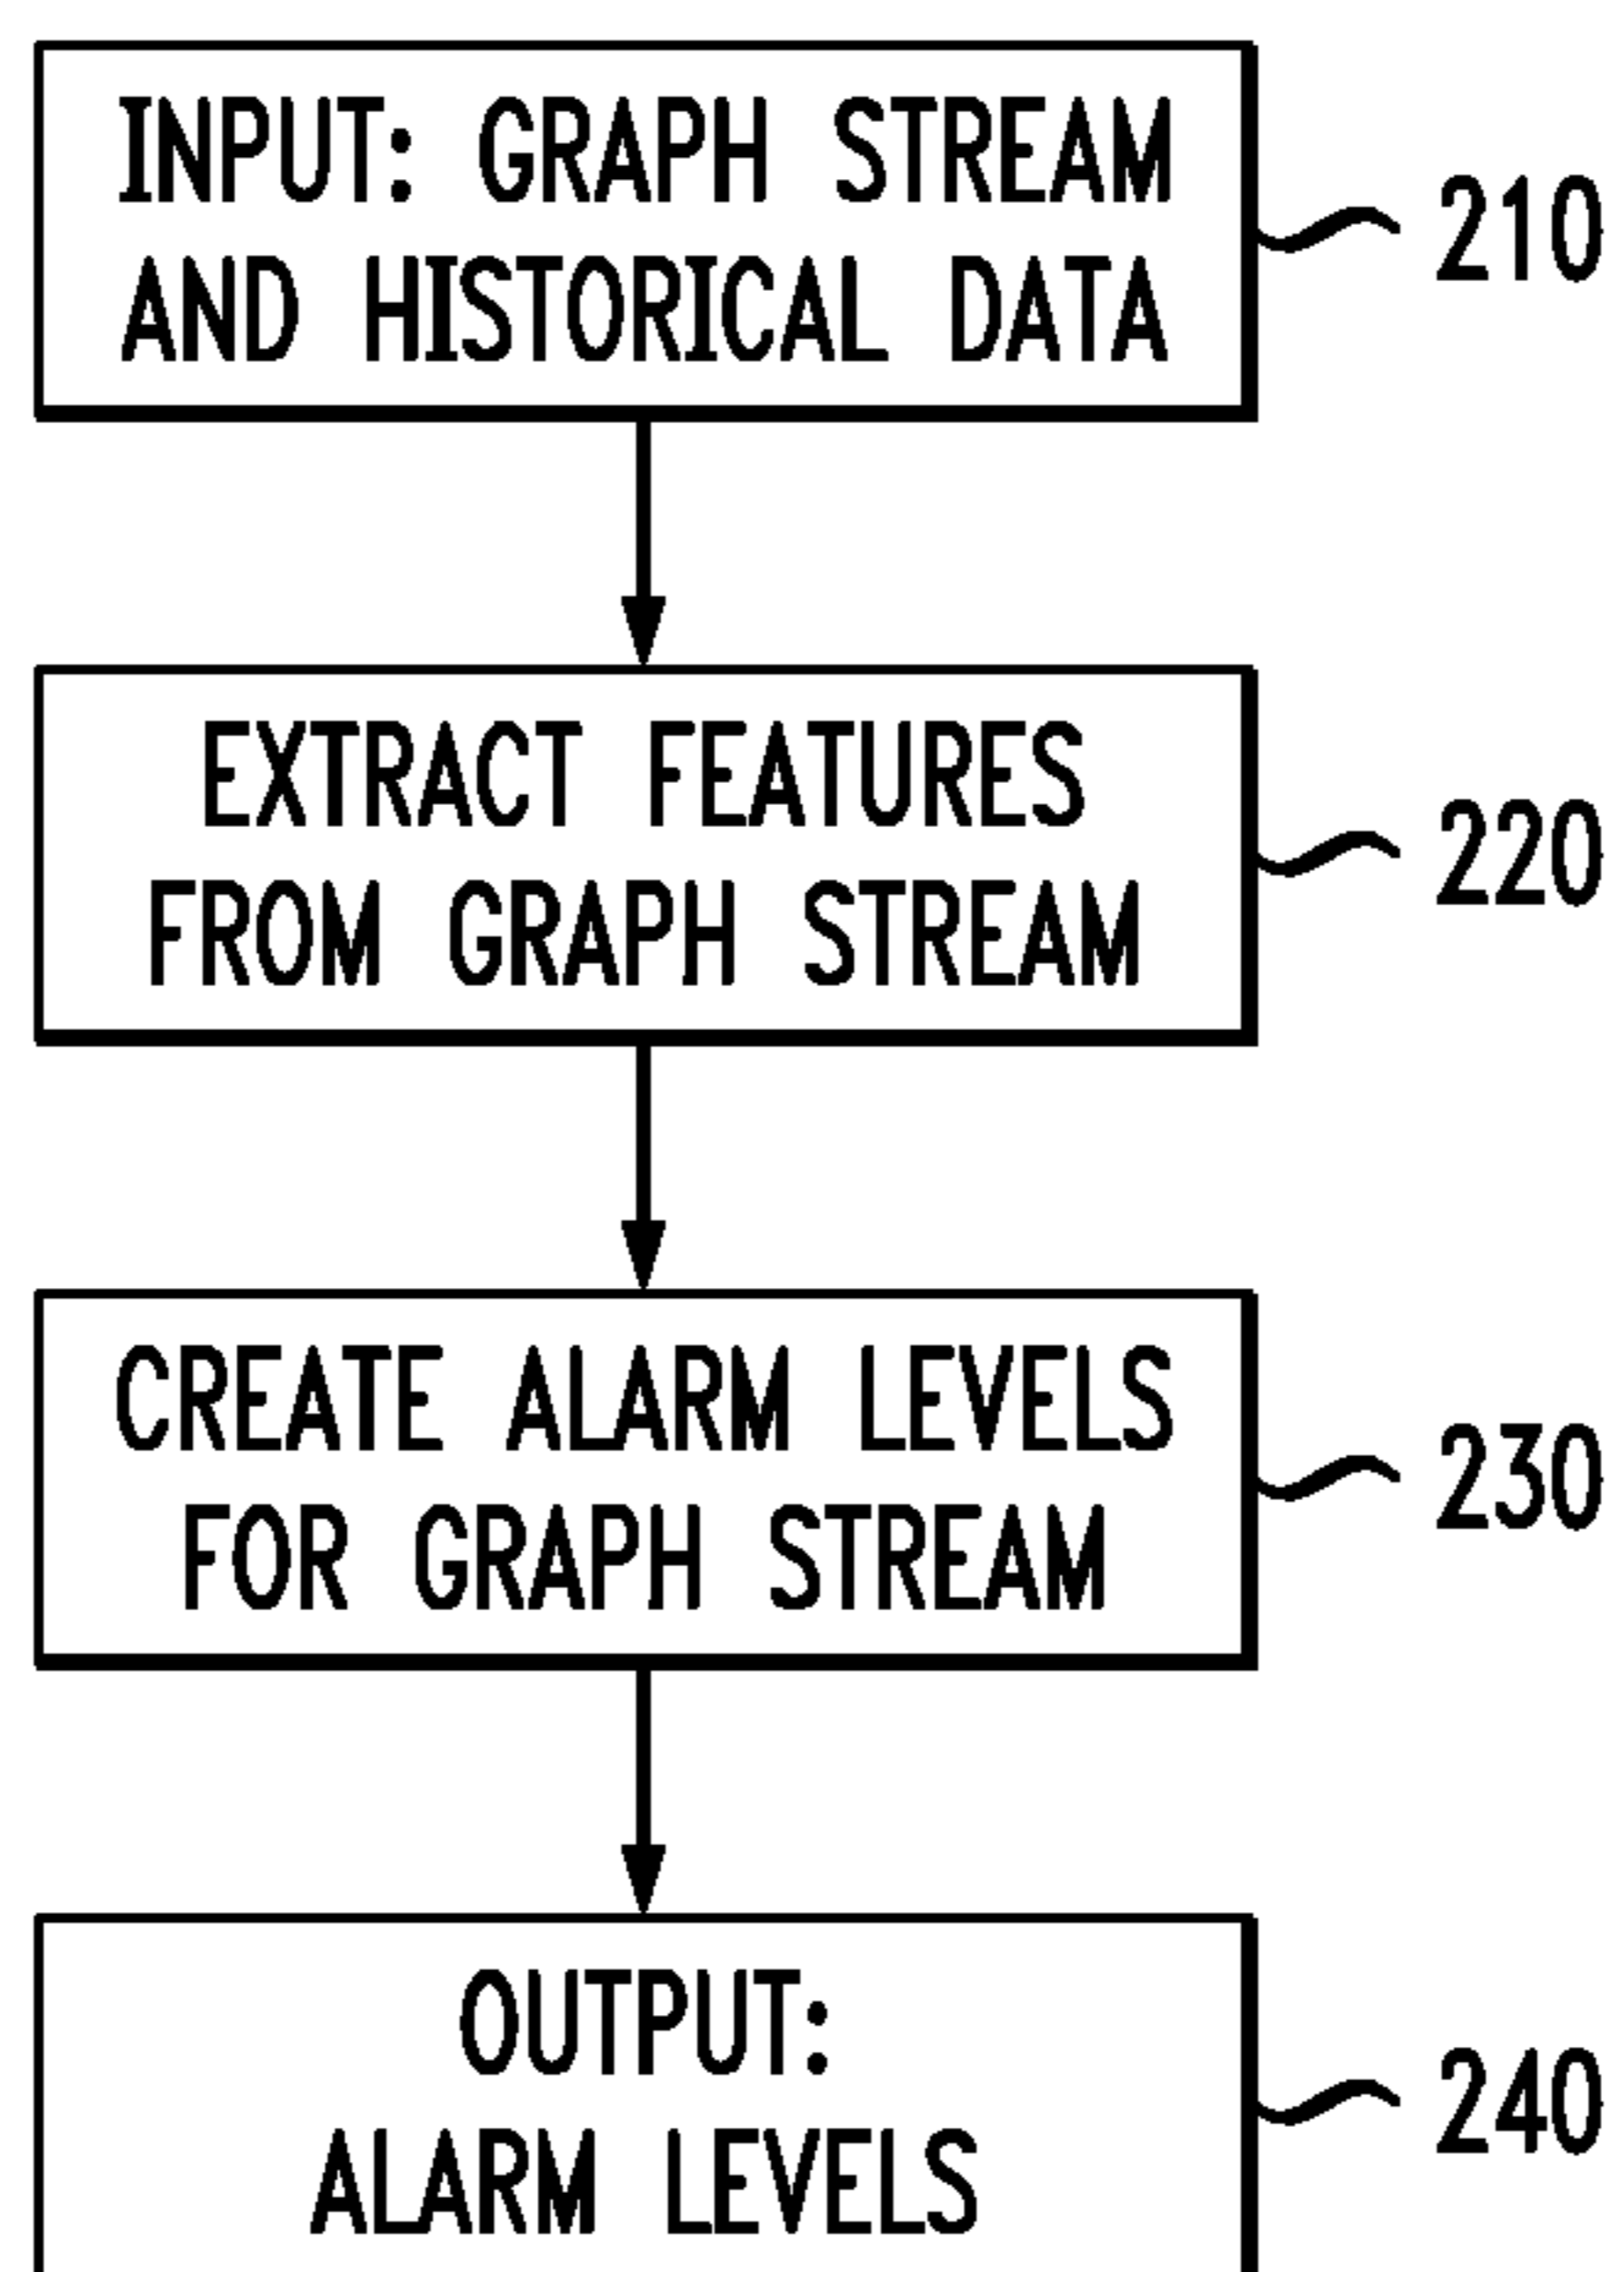 INPUT: GRAPH STREAM
AND HISTORICAL DATA
210
EXTRACT FEATURES
FROM GRAPH STREAM
220
CREATE ALARM LEVELS
FOR GRAPH STREAM
230
OUTPUT:
ALARM LEVELS
240